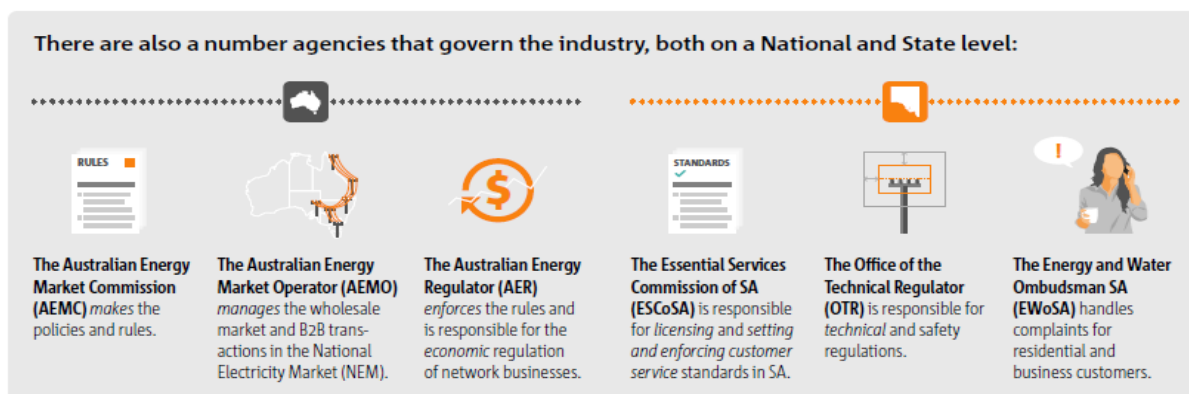 There are also a number agencies that govern the industry, both on a National and State level:
RULES
The Australian Energy
Market Commission
(AEMC) makes the
policies and rules.
The Australian Energy
Market Operator (AEMO)
manages the wholesale
market and B2B trans-
actions in the National
Electricity Market (NEM).
$
The Australian Energy
Regulator (AER)
enforces the rules and
is responsible for the
economic regulation
of network businesses.
STANDARDS
The Essential Services
Commission of SA
(ESCoSA) is responsible
for licensing and setting
and enforcing customer
service standards in SA.
The Office of the
Technical Regulator
(OTR) is responsible for
technical and safety
regulations.
!
The Energy and Water
Ombudsman SA
(EWoSA) handles
complaints for
residential and
business customers.